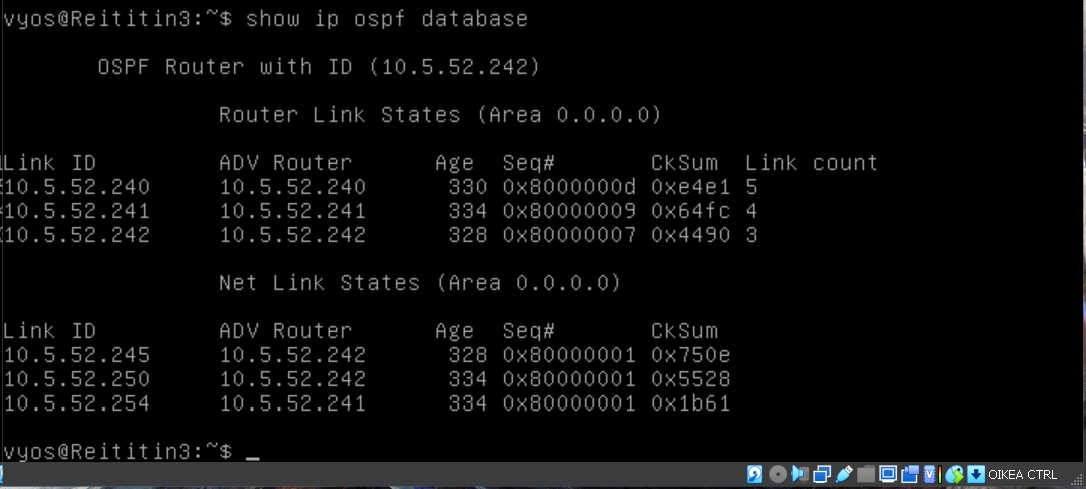 vyos@Reititin3:~$ show ip ospf database
OSPF Router with ID (10.5.52.242)
Router Link States (Area 0.0.0.0)
Link ID ADV Router Age Seq# CkSum Link count
10.5.52.240 10.5.52.240 330 0x8000000d 0xe4e1 5
10.5.52.241 10.5.52.241 334 0x80000009 0x64fc 4
10.5.52.242 10.5.52.242 328 0x80000007 0x4490 3
Net Link States (Area 0.0.0.0)
Link ID ADV Router Age Seq# CkSum
10.5.52.245 10.5.52.242 328 0x80000001 0x750e
10.5.52.250 10.5.52.242 334 0x80000001 0x5528
10.5.52.254 10.5.52.241 334 0x80000001 0x1b61
vyos@Reititin3:~$ _
OIKEA CTRL